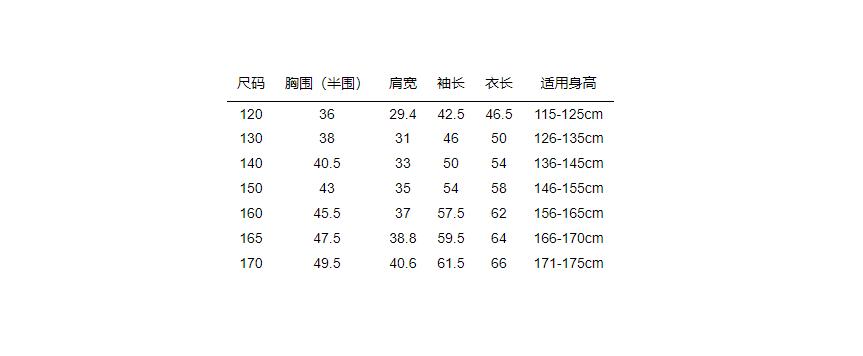 尺码 胸围（半围） 肩宽 袖长 衣长 适用身高
120 36 29.4 42.5 46.5 115-125cm
130 38 31 46 50 126-135cm
140 40.5 33 50 54 136-145cm
150 43 35 54 58 146-155cm
160 45.5 37 57.5 62 156-165cm
165 47.5 38.8 59.5 64 166-170cm
170 49.5 40.6 61.5 66 171-175cm